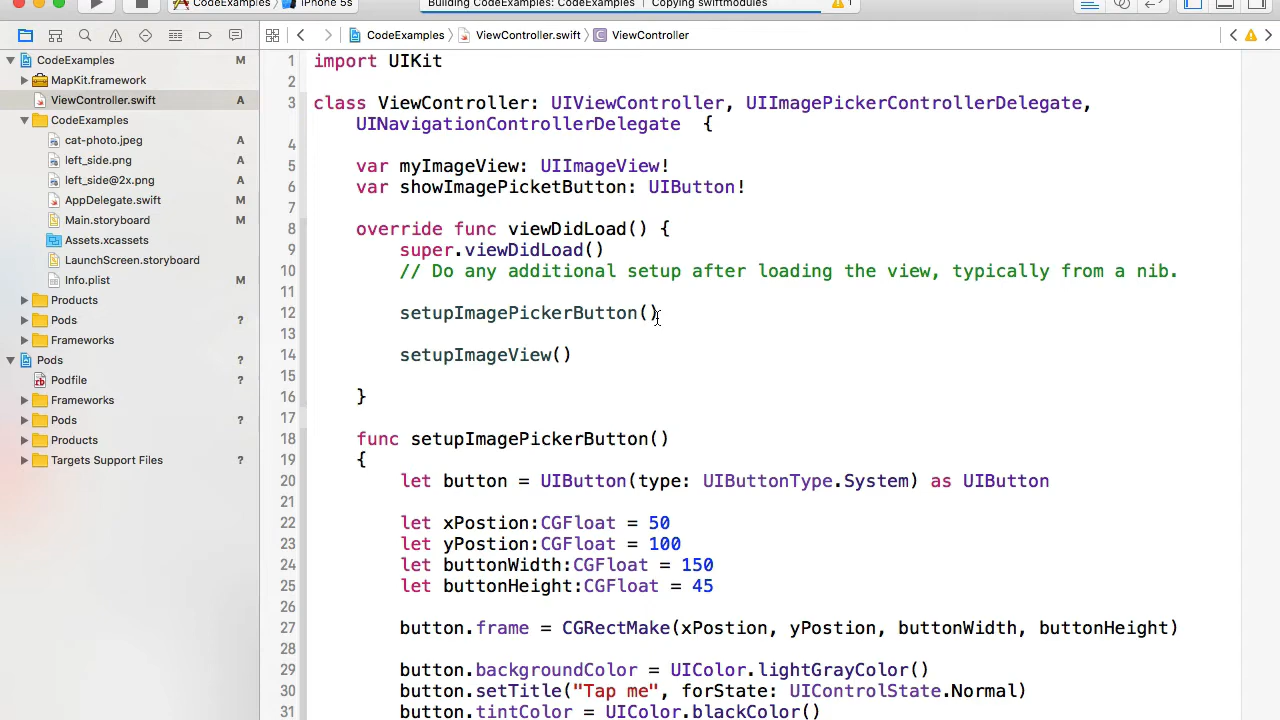 CodeExamples iPhone 5s Building CodeExamples: CodeExamples Copying swiftmodules 1
CodeExamples ViewController.swift C ViewController
CodeExamples M
MapKit.framework
ViewController.swift A
CodeExamples
cat-photo.jpeg A
left_side.png A
left_side@2x.png A
AppDelegate.swift M
Main.storyboard M
Assets.xcassets
LaunchScreen.storyboard
Info.plist M
Products
Pods ?
Frameworks
Pods ?
Podfile ?
Frameworks
Pods ?
Products
Targets Support Files ?
1 import UIKit
2
3 class ViewController: UIViewController, UIImagePickerControllerDelegate,
UINavigationControllerDelegate {
4
5 var myImageView: UIImageView!
6 var showImagePicketButton: UIButton!
7
8 override func viewDidLoad() {
9 super.viewDidLoad()
10 // Do any additional setup after loading the view, typically from a nib.
11
12 setupImagePickerButton()
13
14 setupImageView()
15
16 }
17
18 func setupImagePickerButton()
19 {
20 let button = UIButton(type: UIButtonType.System) as UIButton
21
22 let xPostion:CGFloat = 50
23 let yPostion:CGFloat = 100
24 let buttonWidth:CGFloat = 150
25 let buttonHeight:CGFloat = 45
26
27 button.frame = CGRectMake(xPostion, yPostion, buttonWidth, buttonHeight)
28
29 button.backgroundColor = UIColor.lightGrayColor()
30 button.setTitle("Tap me", forState: UIControlState.Normal)
31 button.tintColor = UIColor.blackColor()